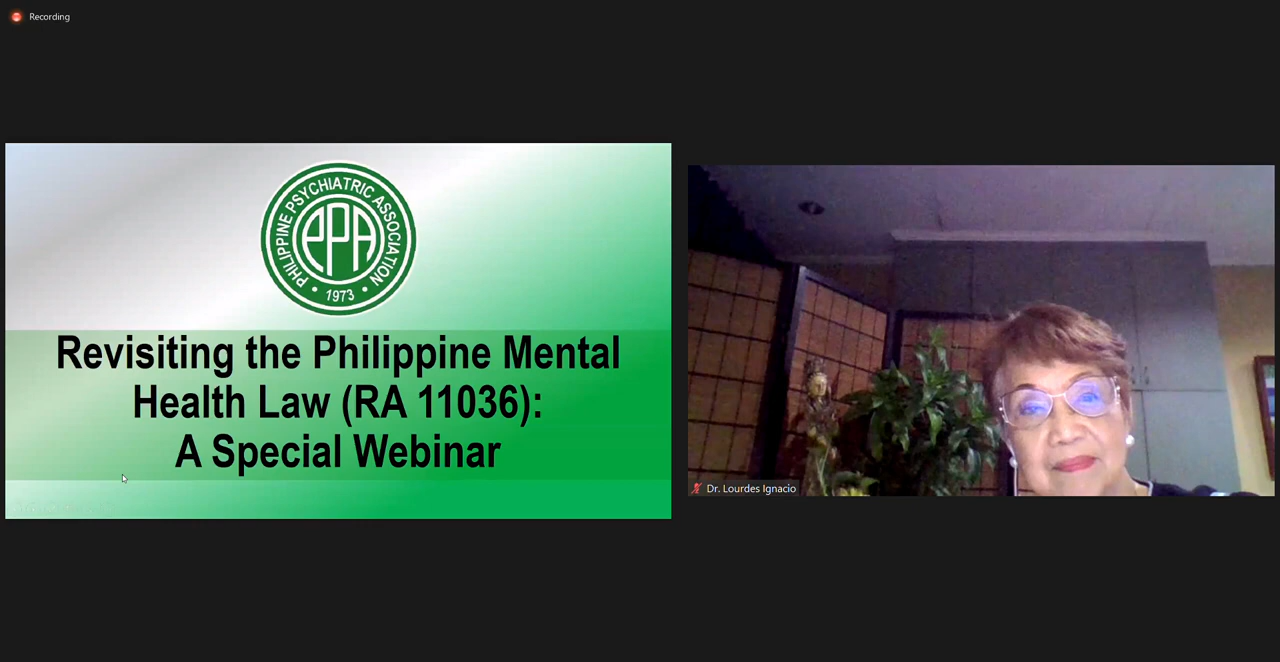 Recording
PHILIPPINE PSYCHIATRIC ASSOCIATION
PPA
• 1973 •
Revisiting the Philippine Mental
Health Law (RA 11036):
A Special Webinar
Dr. Lourdes Ignacio